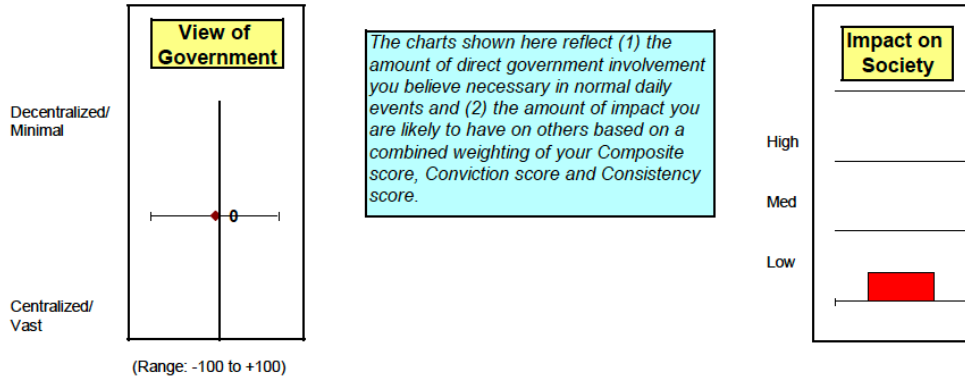 View of
Government
Decentralized/
Minimal
0
Centralized/
Vast
(Range: -100 to +100)
The charts shown here reflect (1) the
amount of direct government involvement
you believe necessary in normal daily
events and (2) the amount of impact you
are likely to have on others based on a
combined weighting of your Composite
score, Conviction score and Consistency
score.
Impact on
Society
High
Med
Low